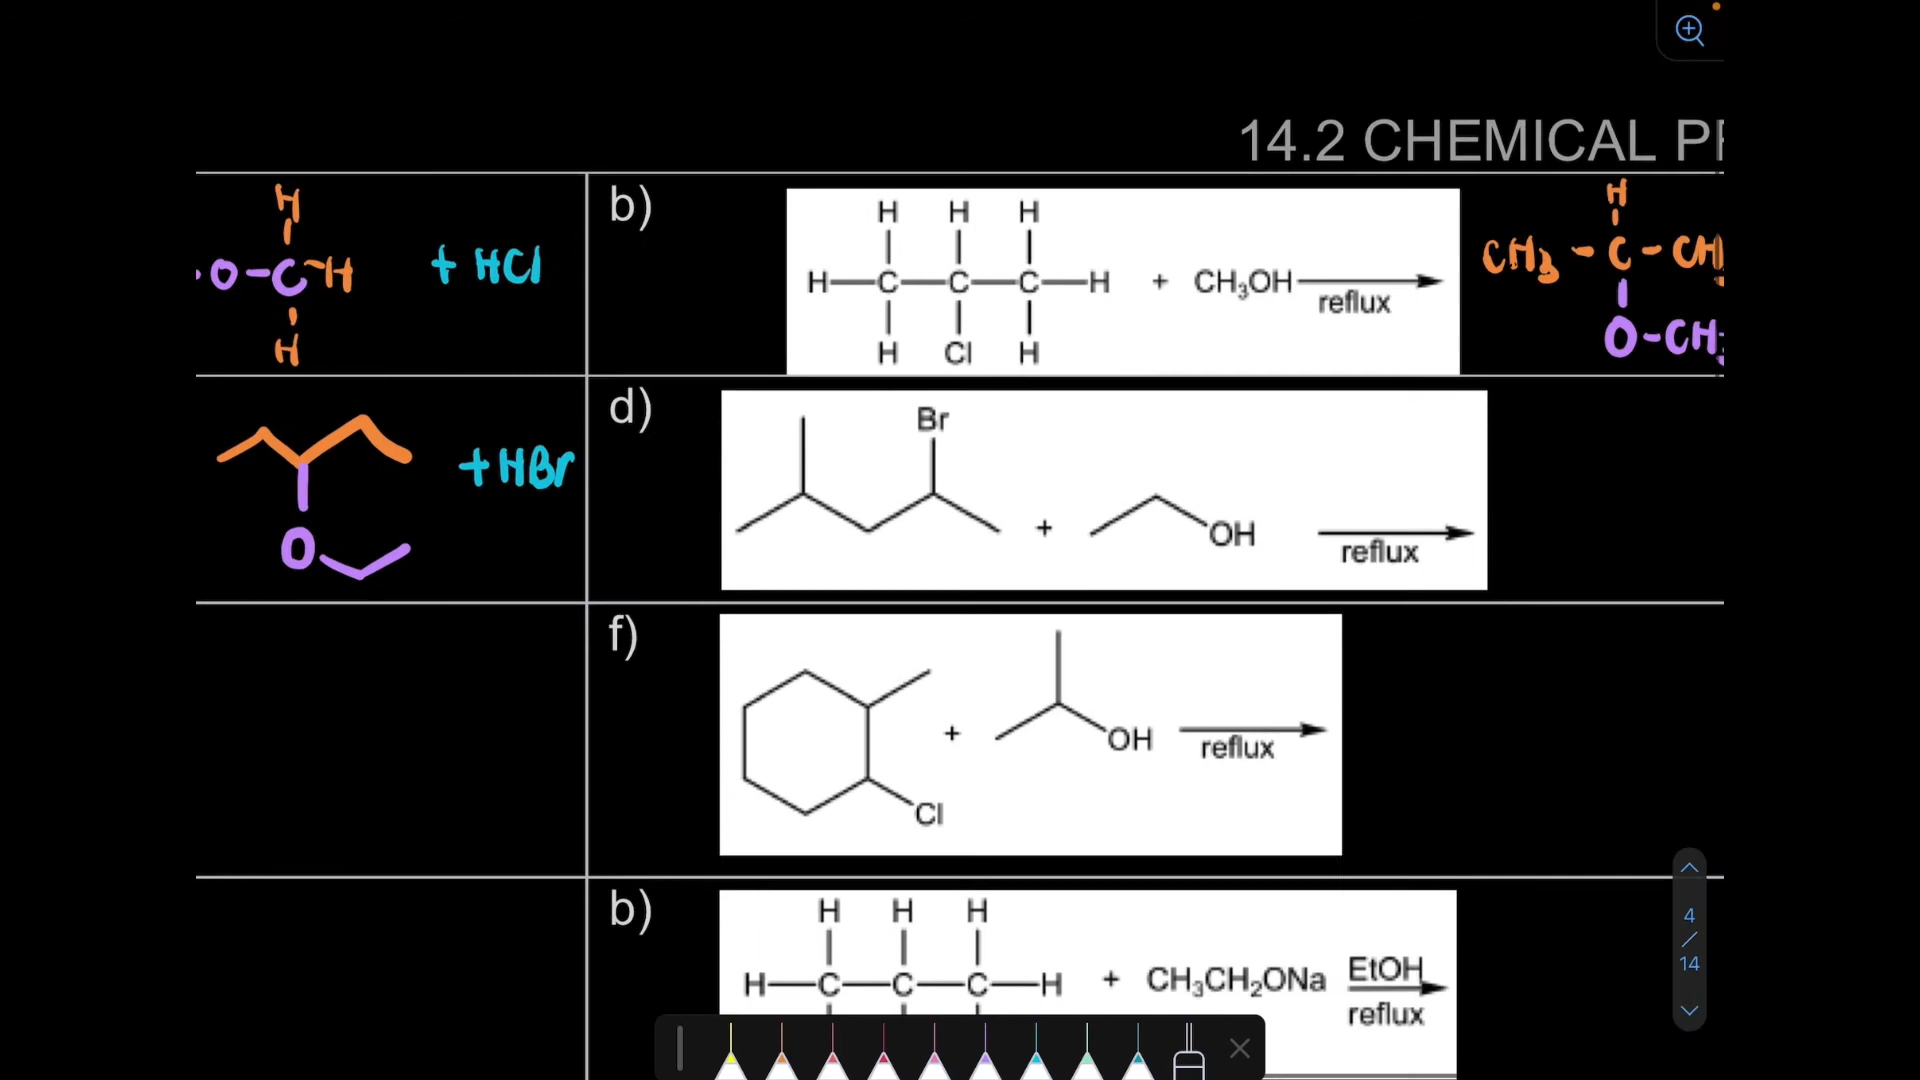 14.2 CHEMICAL
H
O-C-H + HCl
H
b)
H H H
H—C—C—C—H + CH₃OH reflux
H Cl H
H
CH₃ - C - CH
O-CH
+ HBr
O
d)
Br
+ OH reflux
f)
+ OH reflux
Cl
b)
H H H
H—C—C—C—H + CH₃CH₂ONa EtOH
reflux
4
/
14